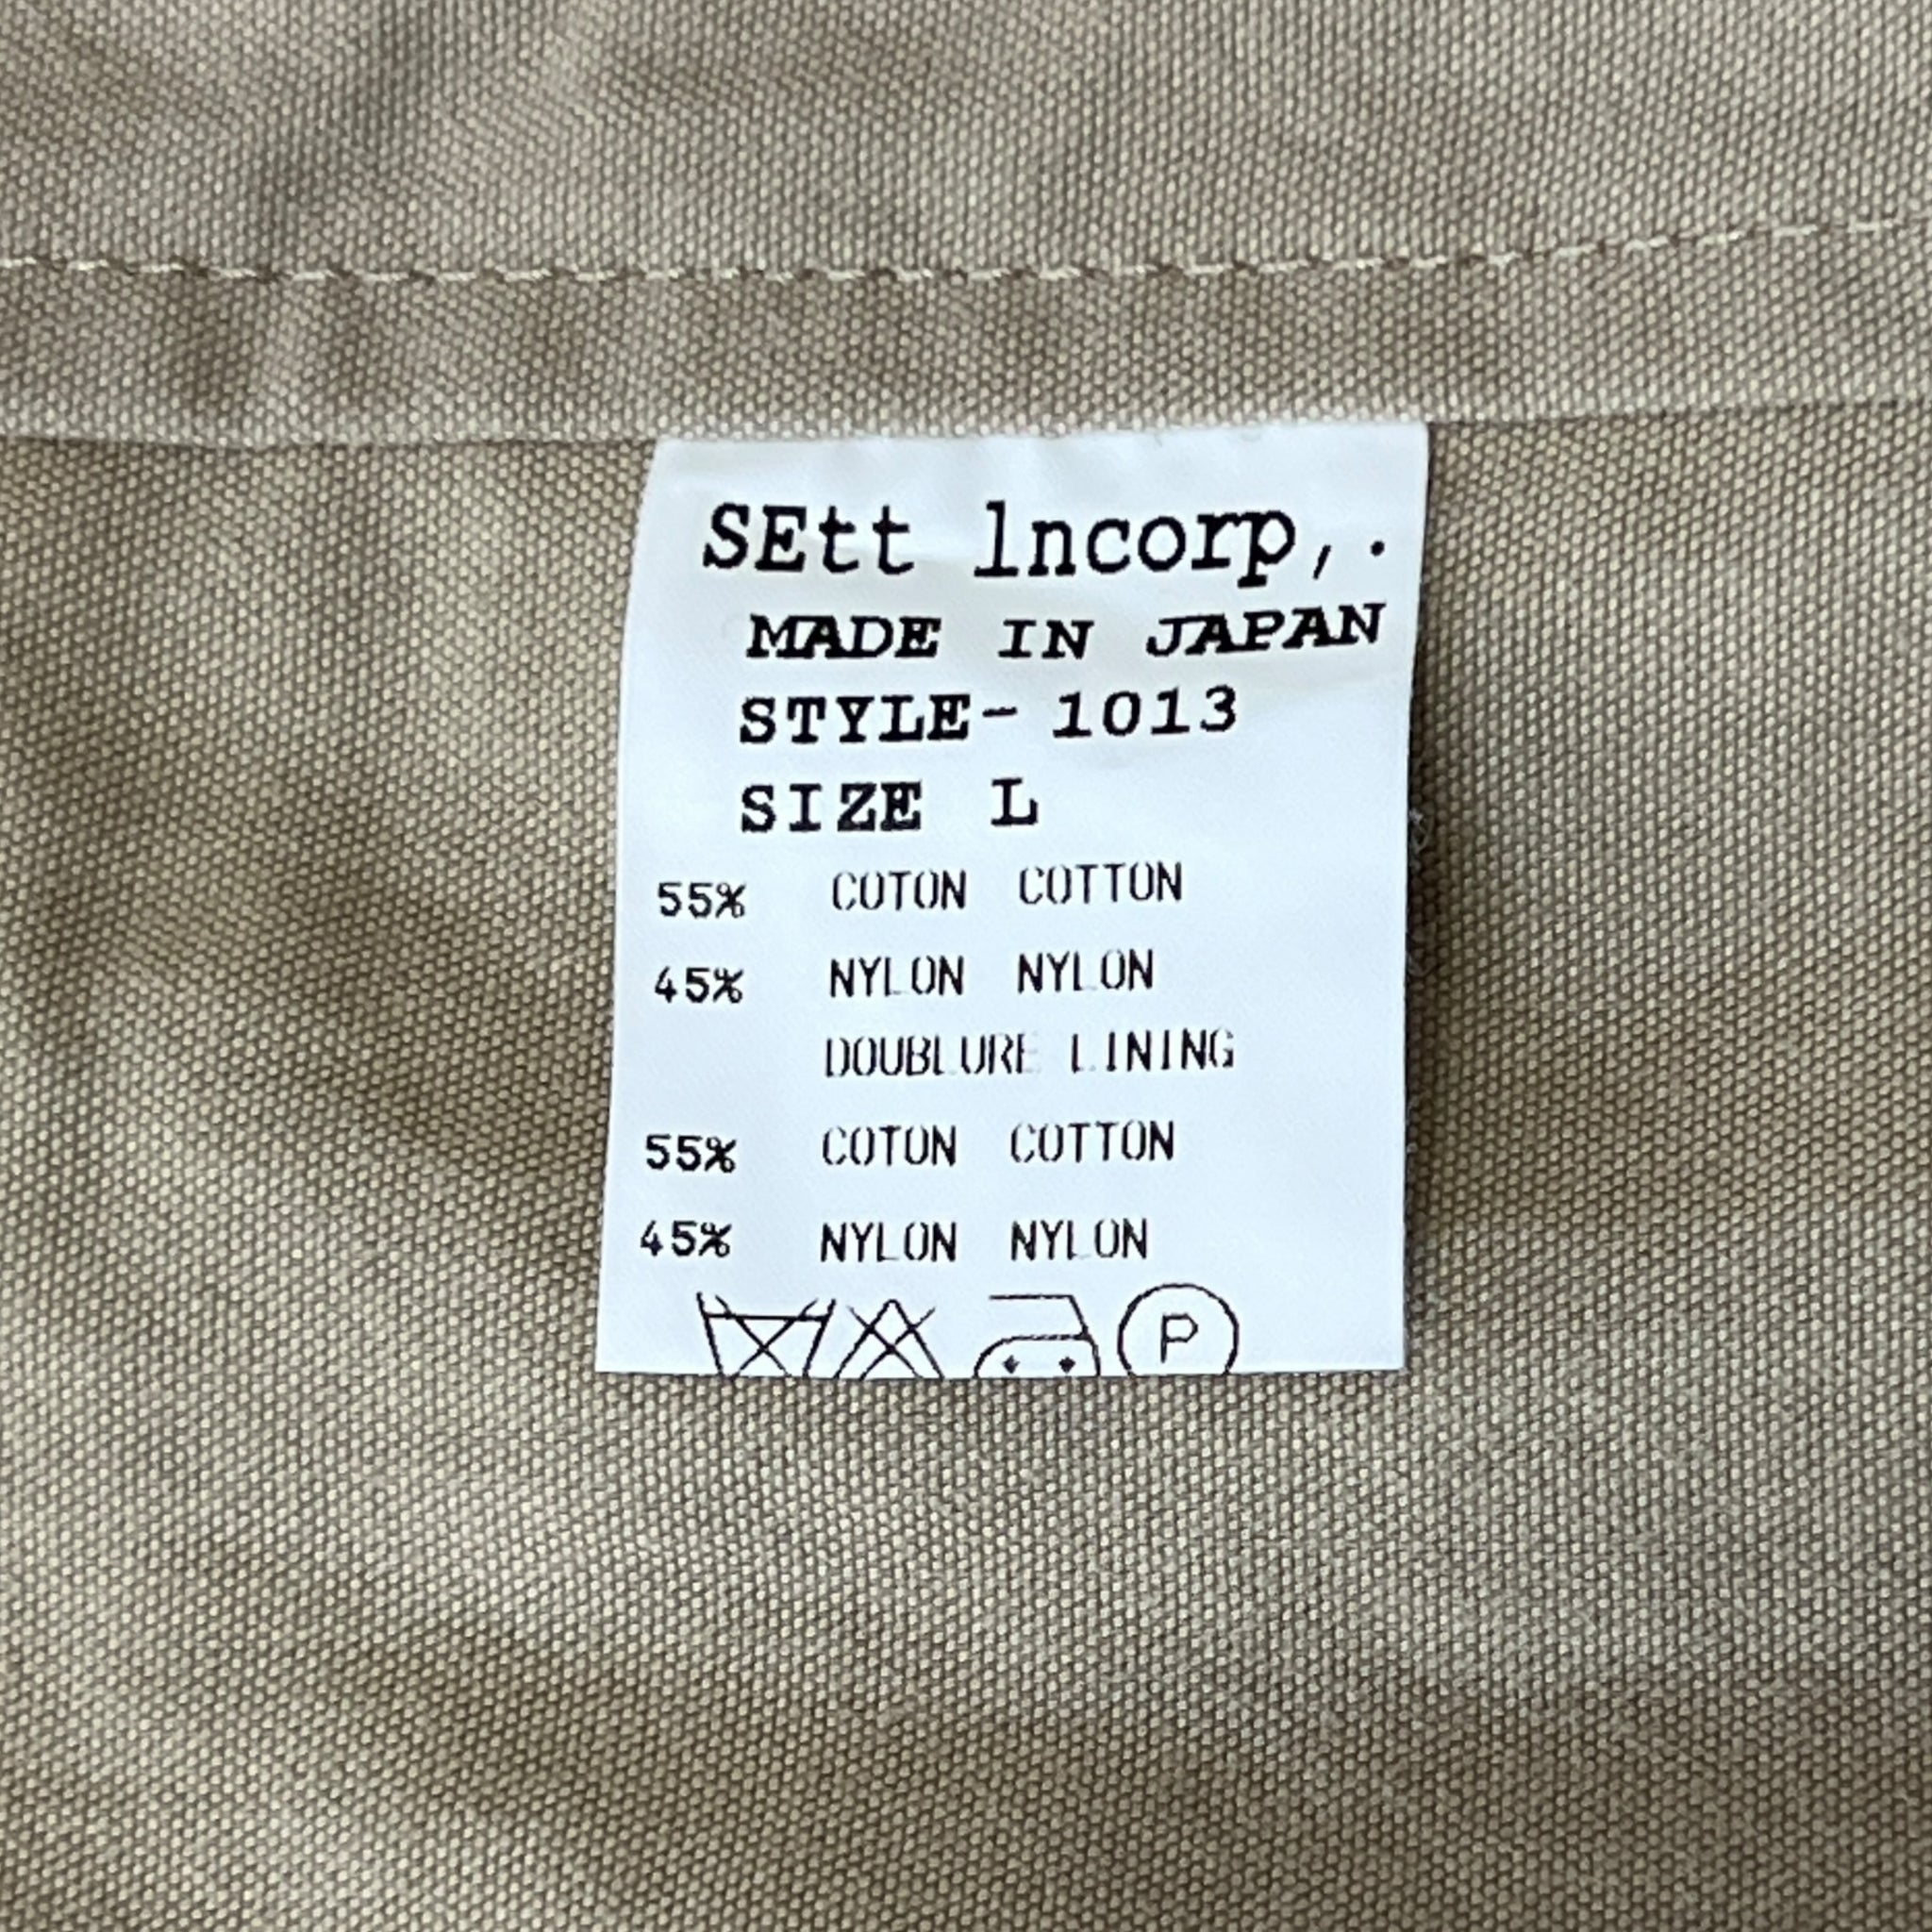 SEtt lncorp,.
MADE IN JAPAN
STYLE- 1013
SIZE L
55% COTON COTTON
45% NYLON NYLON
DOUBLURE LINING
55% COTON COTTON
45% NYLON NYLON
P